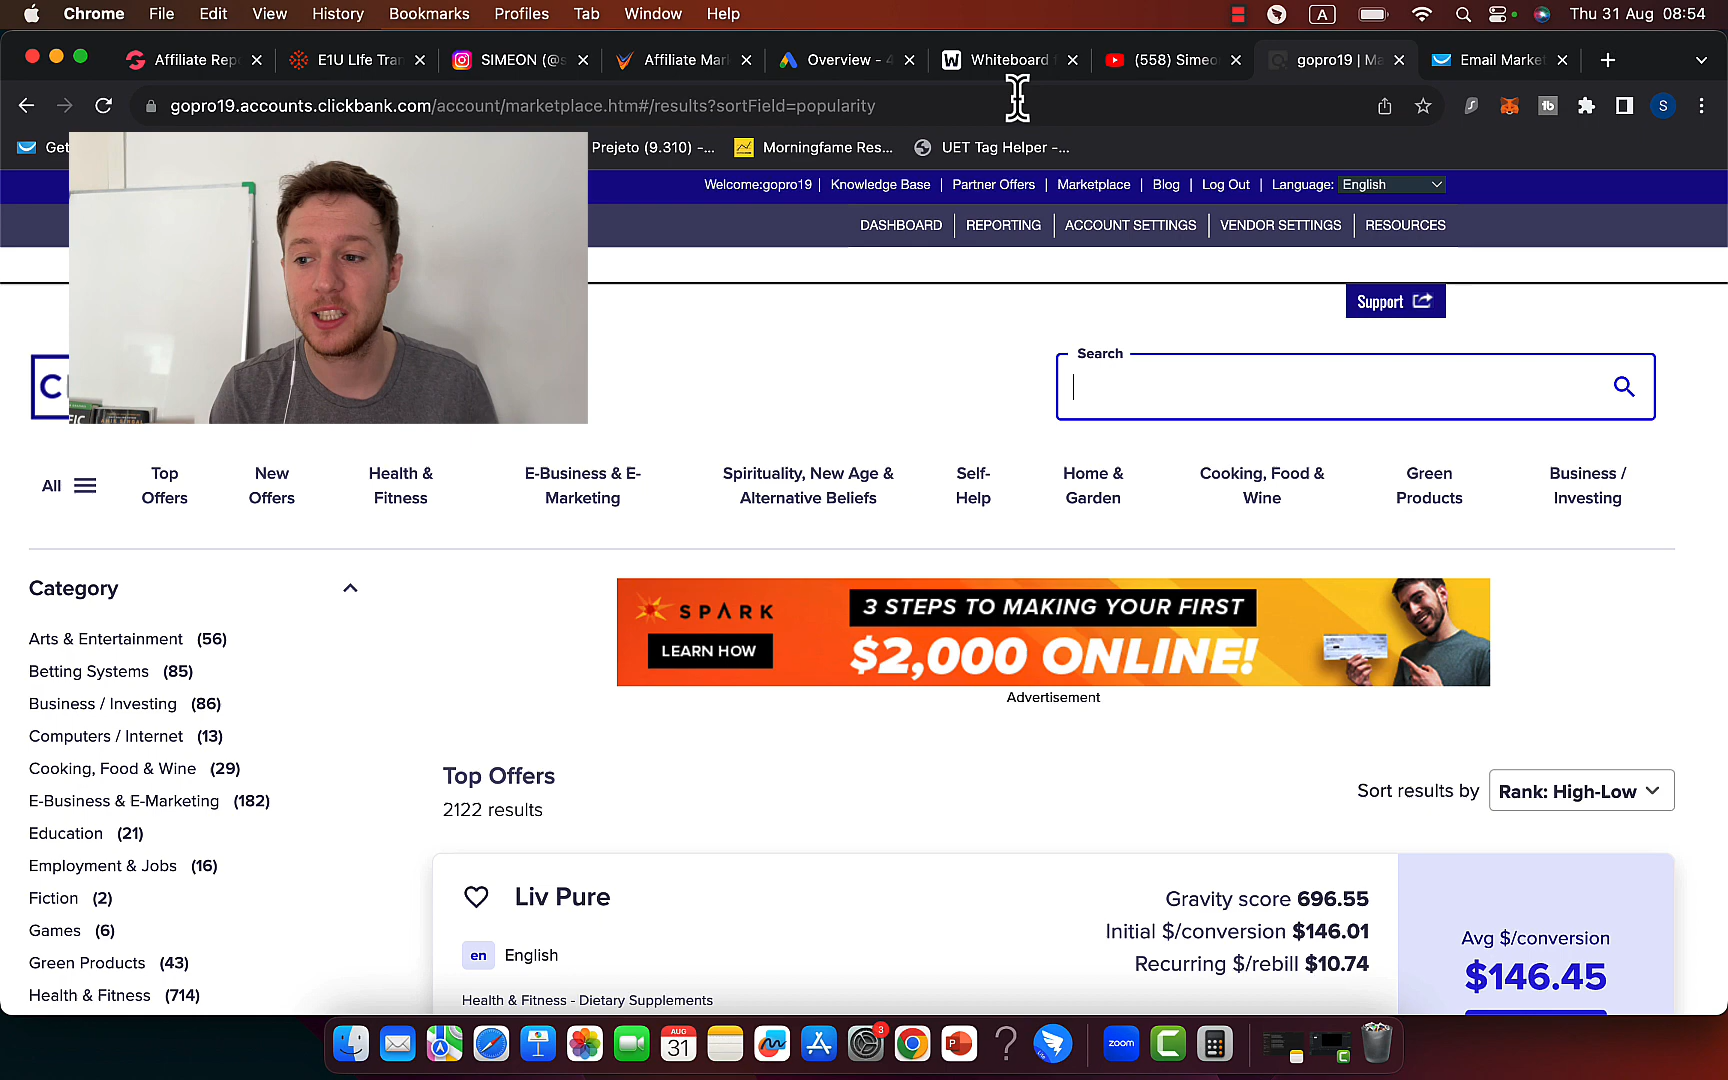 Chrome File Edit View History Bookmarks Profiles Tab Window Help
A
Thu 31 Aug 08:54
Affiliate Rep
E1U LIfe Tran
SIMEON (@s
Affiliate Mar
Overview - 4
Whiteboard f
(558) Simeo
gopro19 | Ma
Email Marke
gopro19.accounts.clickbank.com/account/marketplace.htm#/results?sortField=popularity
S
Get
Prejeto (9.310) -...
Morningfame Res...
UET Tag Helper -...
Welcome:gopro19 | Knowledge Base | Partner Offers | Marketplace | Blog | Log Out | Language: English
DASHBOARD | REPORTING | ACCOUNT SETTINGS | VENDOR SETTINGS | RESOURCES
Support
Search
C
All
Top Offers
New Offers
Health & Fitness
E-Business & E-Marketing
Spirituality, New Age & Alternative Beliefs
Self-Help
Home & Garden
Cooking, Food & Wine
Green Products
Business / Investing
Category
Arts & Entertainment (56)
Betting Systems (85)
Business / Investing (86)
Computers / Internet (13)
Cooking, Food & Wine (29)
E-Business & E-Marketing (182)
Education (21)
Employment & Jobs (16)
Fiction (2)
Games (6)
Green Products (43)
Health & Fitness (714)
SPARK
LEARN HOW
3 STEPS TO MAKING YOUR FIRST
$2,000 ONLINE!
Advertisement
Top Offers
2122 results
Sort results by Rank: High-Low
Liv Pure
en English
Health & Fitness - Dietary Supplements
Gravity score 696.55
Initial $/conversion $146.01
Recurring $/rebill $10.74
Avg $/conversion
$146.45
AUG
31
3
zoom